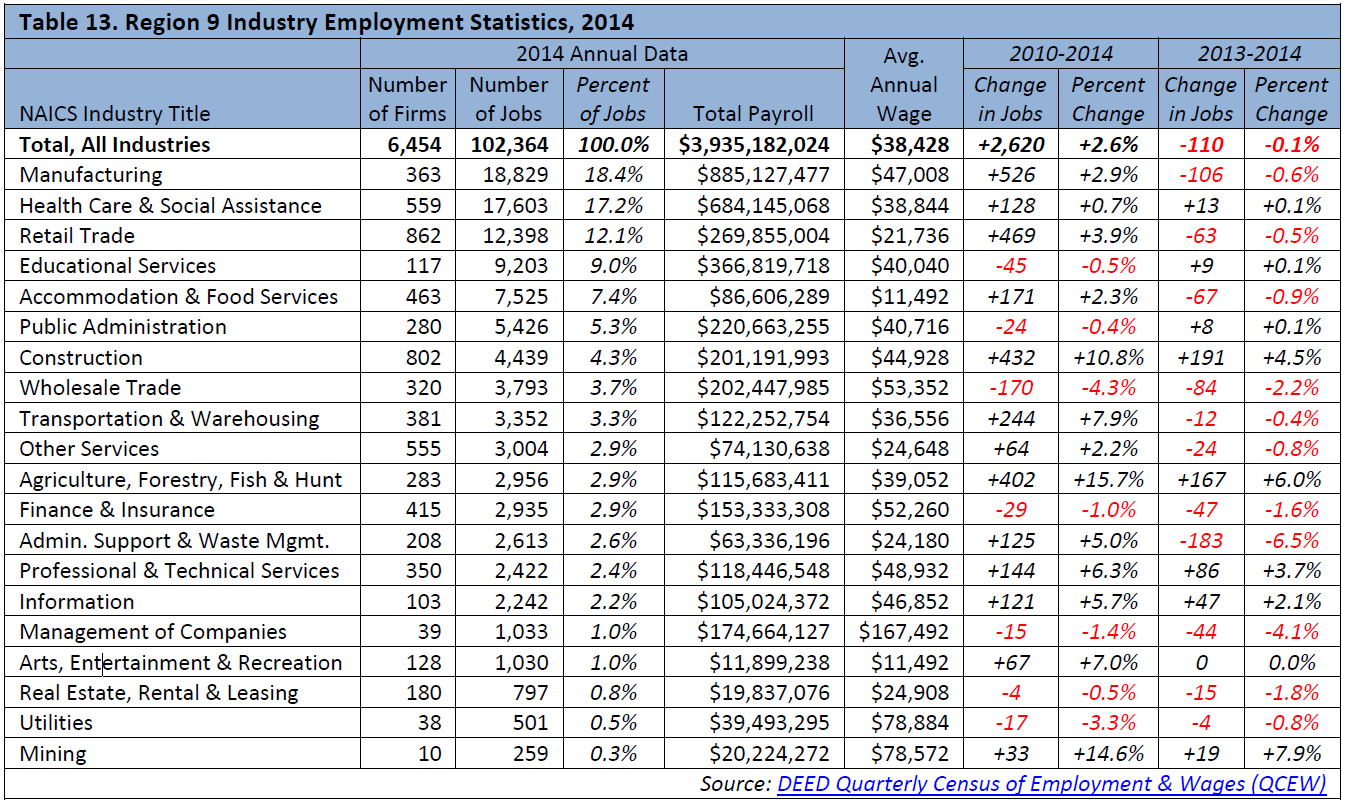 Table 13. Region 9 Industry Employment Statistics, 2014
2014 Annual Data Avg. Annual Wage 2010-2014 2013-2014
NAICS Industry Title Number of Firms Number of Jobs Percent of Jobs Total Payroll Change in Jobs Percent Change Change in Jobs Percent Change
Total, All Industries 6,454 102,364 100.0% $3,935,182,024 $38,428 +2,620 +2.6% -110 -0.1%
Manufacturing 363 18,829 18.4% $885,127,477 $47,008 +526 +2.9% -106 -0.6%
Health Care & Social Assistance 559 17,603 17.2% $684,145,068 $38,844 +128 +0.7% +13 +0.1%
Retail Trade 862 12,398 12.1% $269,855,004 $21,736 +469 +3.9% -63 -0.5%
Educational Services 117 9,203 9.0% $366,819,718 $40,040 -45 -0.5% +9 +0.1%
Accommodation & Food Services 463 7,525 7.4% $86,606,289 $11,492 +171 +2.3% -67 -0.9%
Public Administration 280 5,426 5.3% $220,663,255 $40,716 -24 -0.4% +8 +0.1%
Construction 802 4,439 4.3% $201,191,993 $44,928 +432 +10.8% +191 +4.5%
Wholesale Trade 320 3,793 3.7% $202,447,985 $53,352 -170 -4.3% -84 -2.2%
Transportation & Warehousing 381 3,352 3.3% $122,252,754 $36,556 +244 +7.9% -12 -0.4%
Other Services 555 3,004 2.9% $74,130,638 $24,648 +64 +2.2% -24 -0.8%
Agriculture, Forestry, Fish & Hunt 283 2,956 2.9% $115,683,411 $39,052 +402 +15.7% +167 +6.0%
Finance & Insurance 415 2,935 2.9% $153,333,308 $52,260 -29 -1.0% -47 -1.6%
Admin. Support & Waste Mgmt. 208 2,613 2.6% $63,336,196 $24,180 +125 +5.0% -183 -6.5%
Professional & Technical Services 350 2,422 2.4% $118,446,548 $48,932 +144 +6.3% +86 +3.7%
Information 103 2,242 2.2% $105,024,372 $46,852 +121 +5.7% +47 +2.1%
Management of Companies 39 1,033 1.0% $174,664,127 $167,492 -15 -1.4% -44 -4.1%
Arts, Entertainment & Recreation 128 1,030 1.0% $11,899,238 $11,492 +67 +7.0% 0 0.0%
Real Estate, Rental & Leasing 180 797 0.8% $19,837,076 $24,908 -4 -0.5% -15 -1.8%
Utilities 38 501 0.5% $39,493,295 $78,884 -17 -3.3% -4 -0.8%
Mining 10 259 0.3% $20,224,272 $78,572 +33 +14.6% +19 +7.9%
Source: DEED Quarterly Census of Employment & Wages (QCEW)